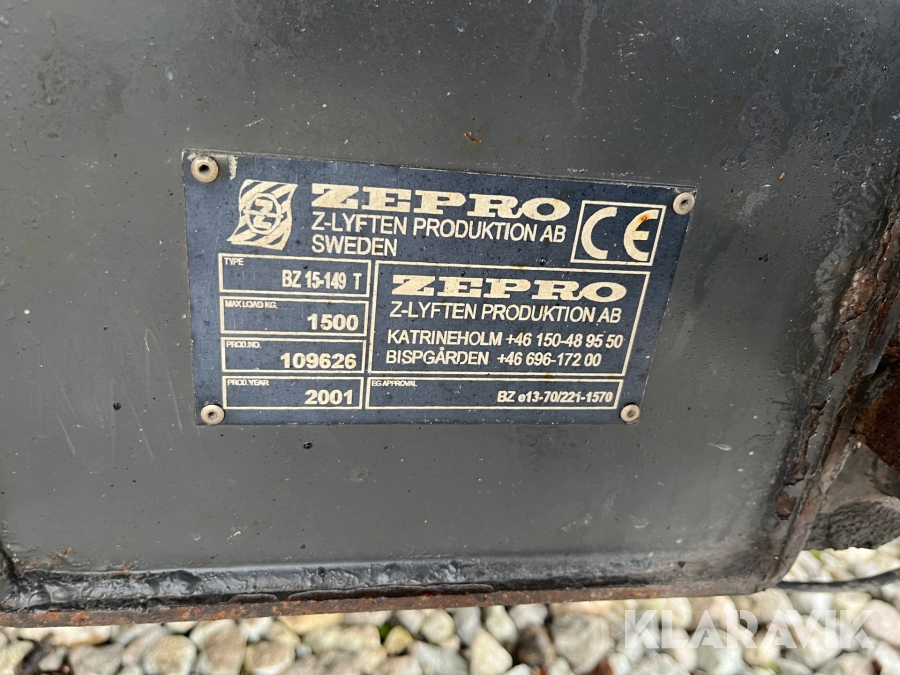 ZEPRO
Z-LYFTEN PRODUKTION AB
SWEDEN
CE
TYPE
BZ 15-149 T
MAX LOAD KG.
1500
PROD.NO.
109626
PROD. YEAR
2001
ZEPRO
Z-LYFTEN PRODUKTION AB
KATRINEHOLM +46 150-48 95 50
BISPGÅRDEN +46 696-172 00
EG APPROVAL
BZ e13-70/221-1570
KLARAVIK